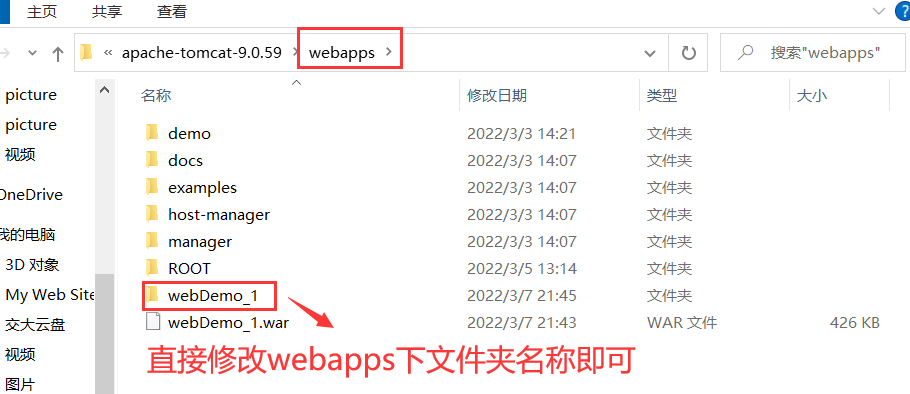 主页 共享 查看
« apache-tomcat-9.0.59 webapps 搜索"webapps"
picture
picture
视频
OneDrive
我的电脑
3D 对象
My Web Site
交大云盘
视频
图片
名称 修改日期 类型 大小
demo 2022/3/3 14:21 文件夹
docs 2022/3/3 14:07 文件夹
examples 2022/3/3 14:07 文件夹
host-manager 2022/3/3 14:07 文件夹
manager 2022/3/3 14:07 文件夹
ROOT 2022/3/5 13:14 文件夹
webDemo_1 2022/3/7 21:45 文件夹
webDemo_1.war 2022/3/7 21:43 WAR 文件 426 KB
直接修改webapps下文件夹名称即可